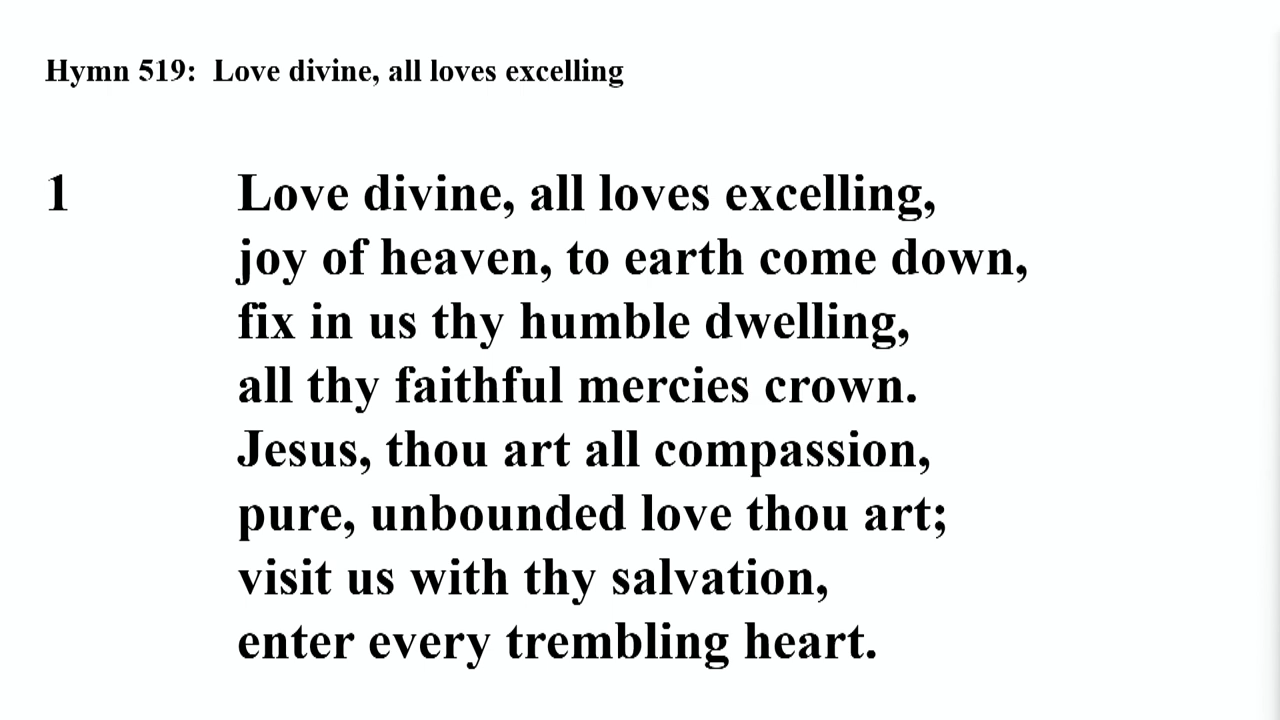 Hymn 519: Love divine, all loves excelling
1 Love divine, all loves excelling,
joy of heaven, to earth come down,
fix in us thy humble dwelling,
all thy faithful mercies crown.
Jesus, thou art all compassion,
pure, unbounded love thou art;
visit us with thy salvation,
enter every trembling heart.